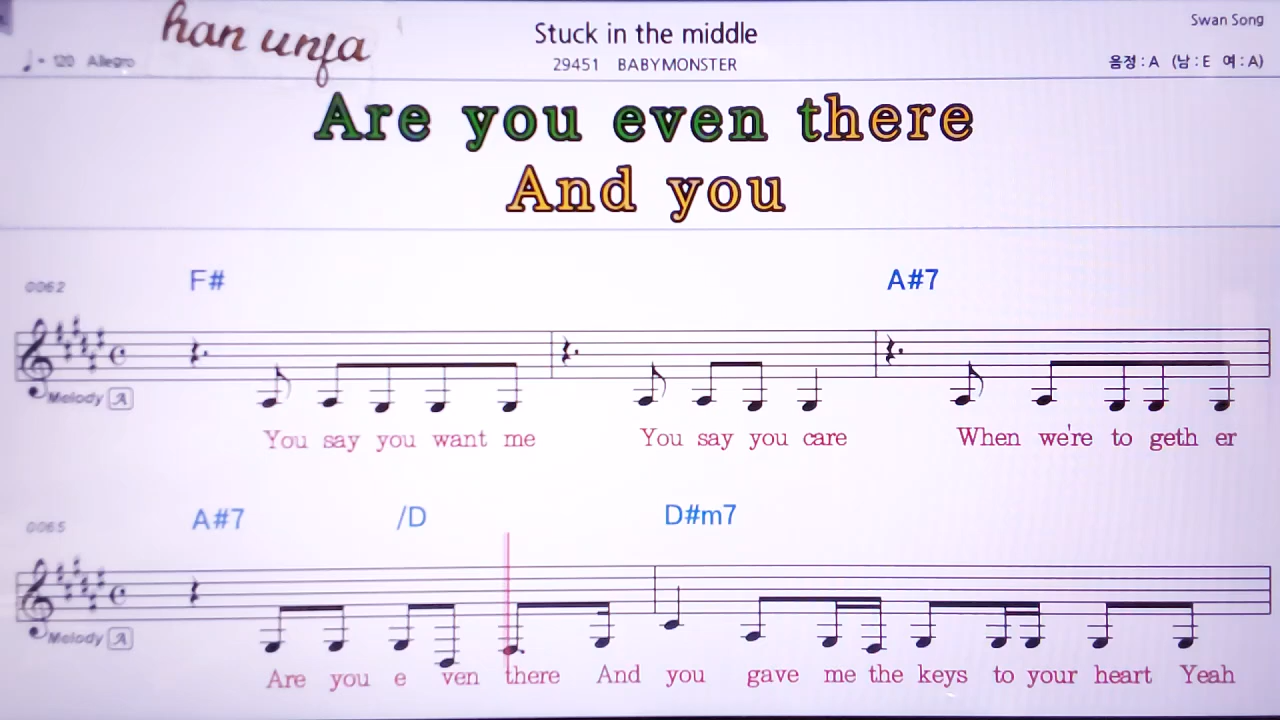 han unja
Stuck in the middle
Swan Song
♩= 120 Allegro
29451 BABYMONSTER
음정 : A (남 : E 여 : A)
Are you even there
And you
0062
F#
A#7
Melody A
You say you want me You say you care When we're to geth er
0065
A#7 /D D#m7
Melody A
Are you e ven there And you gave me the keys to your heart Yeah